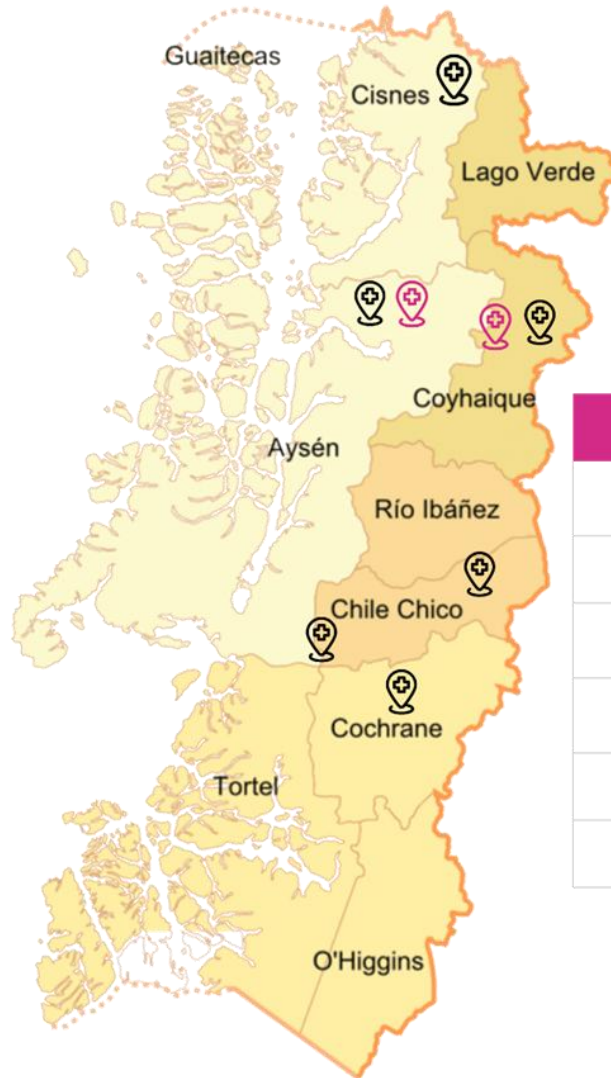 Guaitecas
Cisnes
Lago Verde
Coyhaique
Aysén
Río Ibáñez
Chile Chico
Cochrane
Tortel
O'Higgins